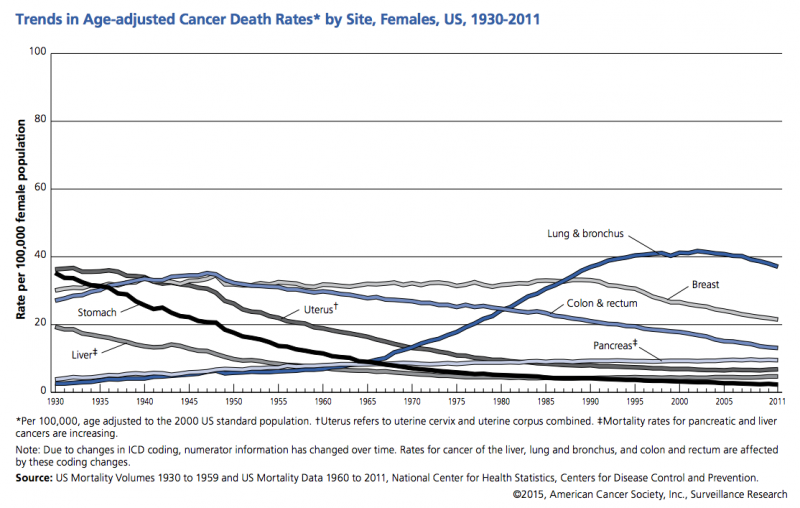 Trends in Age-adjusted Cancer Death Rates* by Site, Females, US, 1930-2011
100
80
60
40
20
0
Rate per 100,000 female population
Lung & bronchus
Breast
Colon & rectum
Stomach
Uterus†
Pancreas‡
Liver‡
1930 1935 1940 1945 1950 1955 1960 1965 1970 1975 1980 1985 1990 1995 2000 2005 2011
*Per 100,000, age adjusted to the 2000 US standard population. †Uterus refers to uterine cervix and uterine corpus combined. ‡Mortality rates for pancreatic and liver
cancers are increasing.
Note: Due to changes in ICD coding, numerator information has changed over time. Rates for cancer of the liver, lung and bronchus, and colon and rectum are affected
by these coding changes.
Source: US Mortality Volumes 1930 to 1959 and US Mortality Data 1960 to 2011, National Center for Health Statistics, Centers for Disease Control and Prevention.
©2015, American Cancer Society, Inc., Surveillance Research